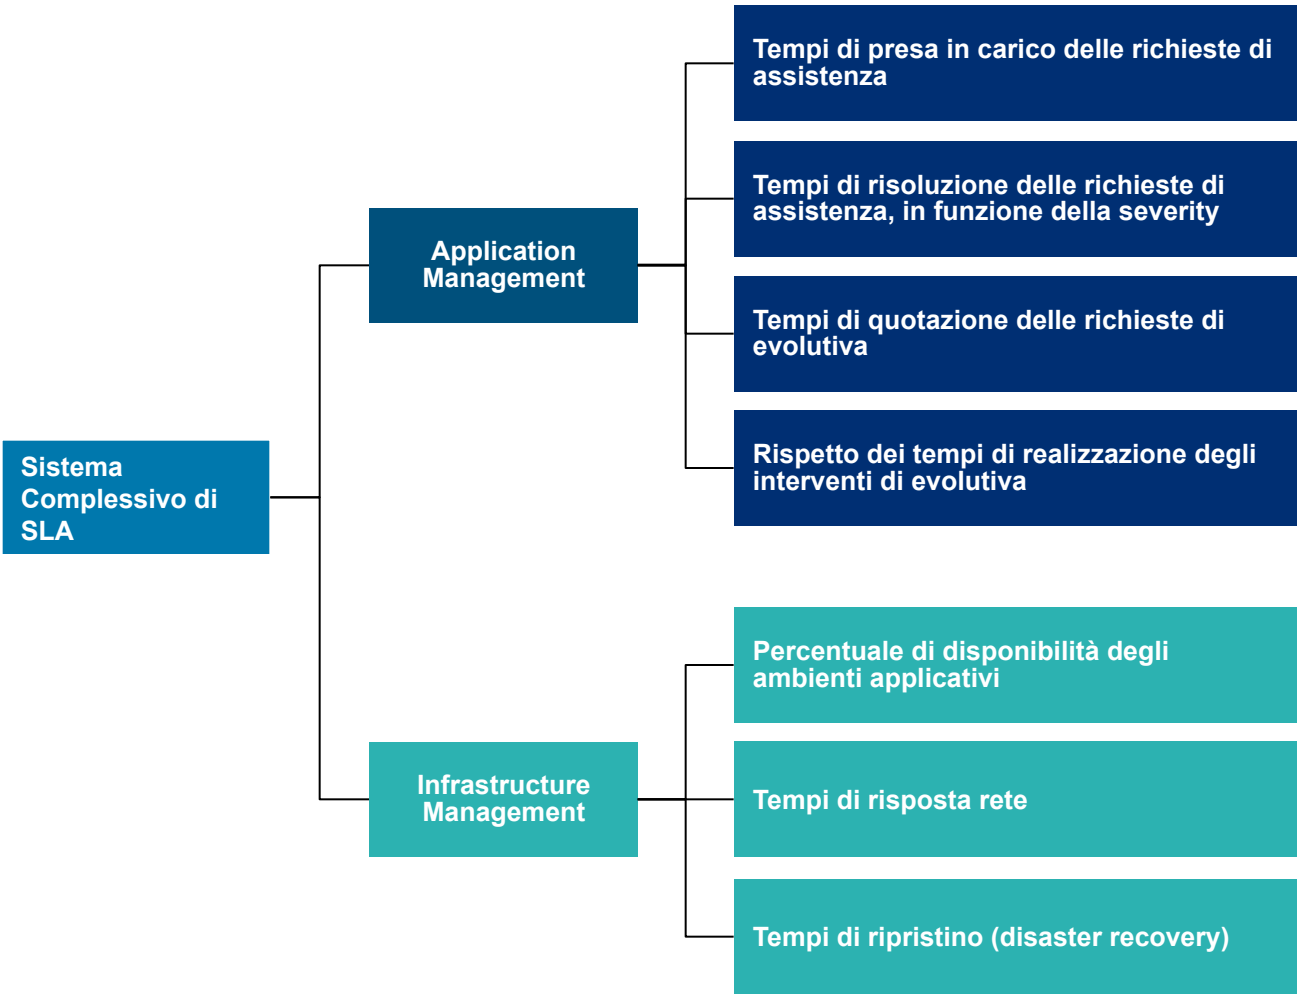 Sistema
Complessivo di
SLA
Application
Management
Tempi di presa in carico delle richieste di
assistenza
Tempi di risoluzione delle richieste di
assistenza, in funzione della severity
Tempi di quotazione delle richieste di
evolutiva
Rispetto dei tempi di realizzazione degli
interventi di evolutiva
Infrastructure
Management
Percentuale di disponibilità degli
ambienti applicativi
Tempi di risposta rete
Tempi di ripristino (disaster recovery)